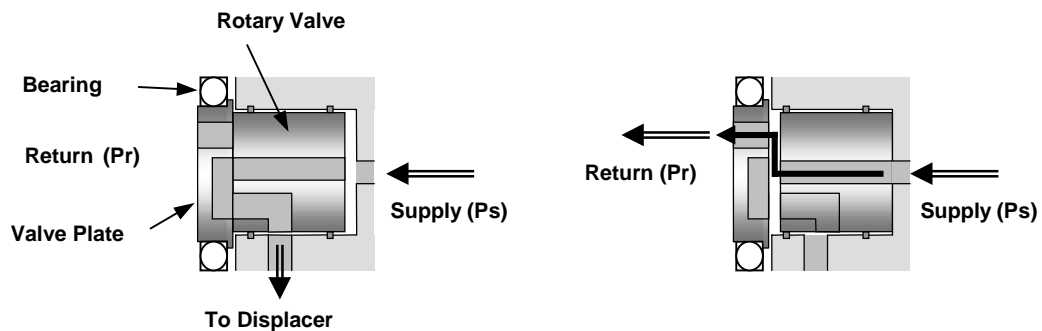 Rotary Valve
Bearing
Return (Pr)
Supply (Ps)
Valve Plate
To Displacer
Return (Pr)
Supply (Ps)